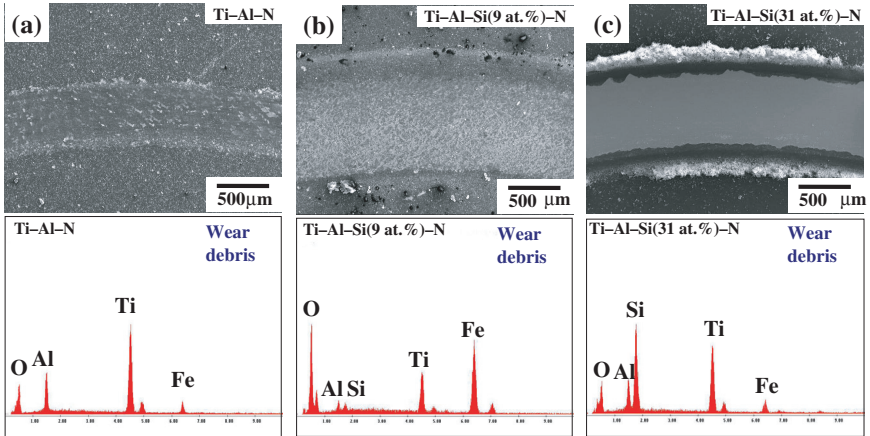 (a)
Ti–Al–N
500μm
(b)
Ti–Al–Si(9 at.%)–N
500μm
(c)
Ti–Al–Si(31 at.%)–N
500 μm
Ti–Al–N
Wear
debris
O
Al
Ti
Fe
Ti–Al–Si(9 at.%)–N
Wear
debris
O
Al
Si
Ti
Fe
Ti–Al–Si(31 at.%)–N
Wear
debris
O
Al
Si
Ti
Fe